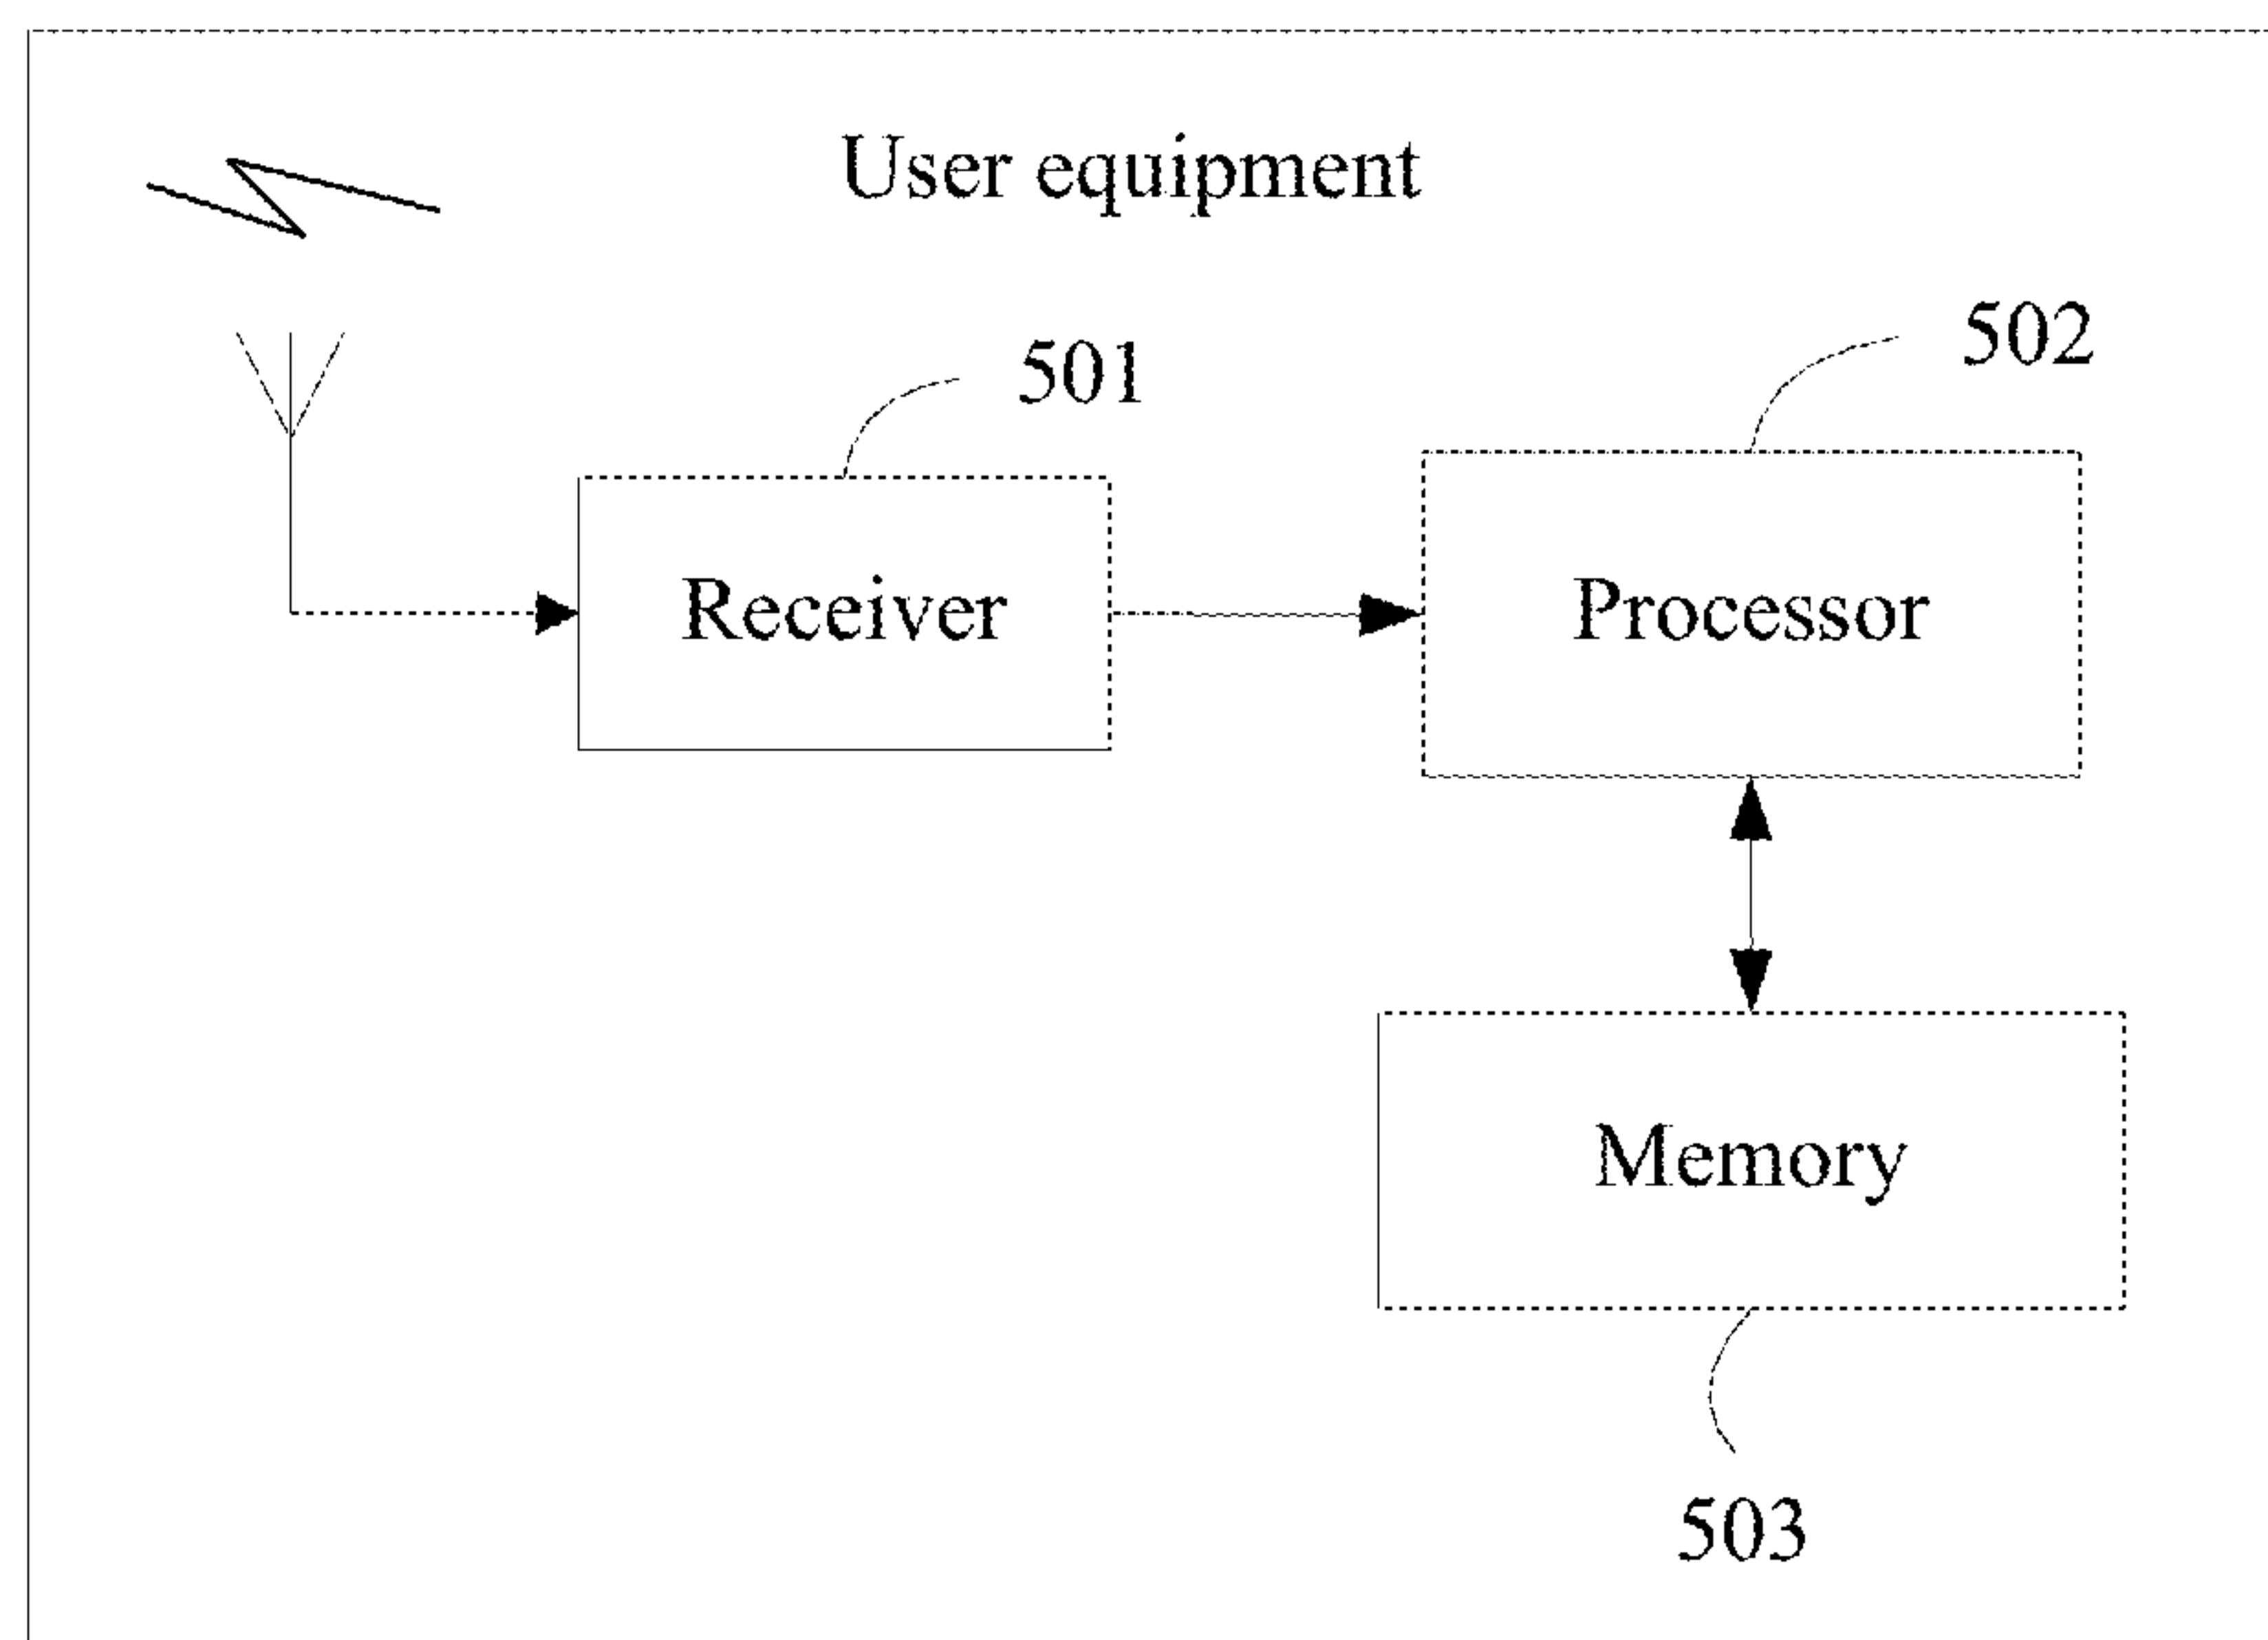 User equipment
501
502
Receiver
Processor
Memory
503